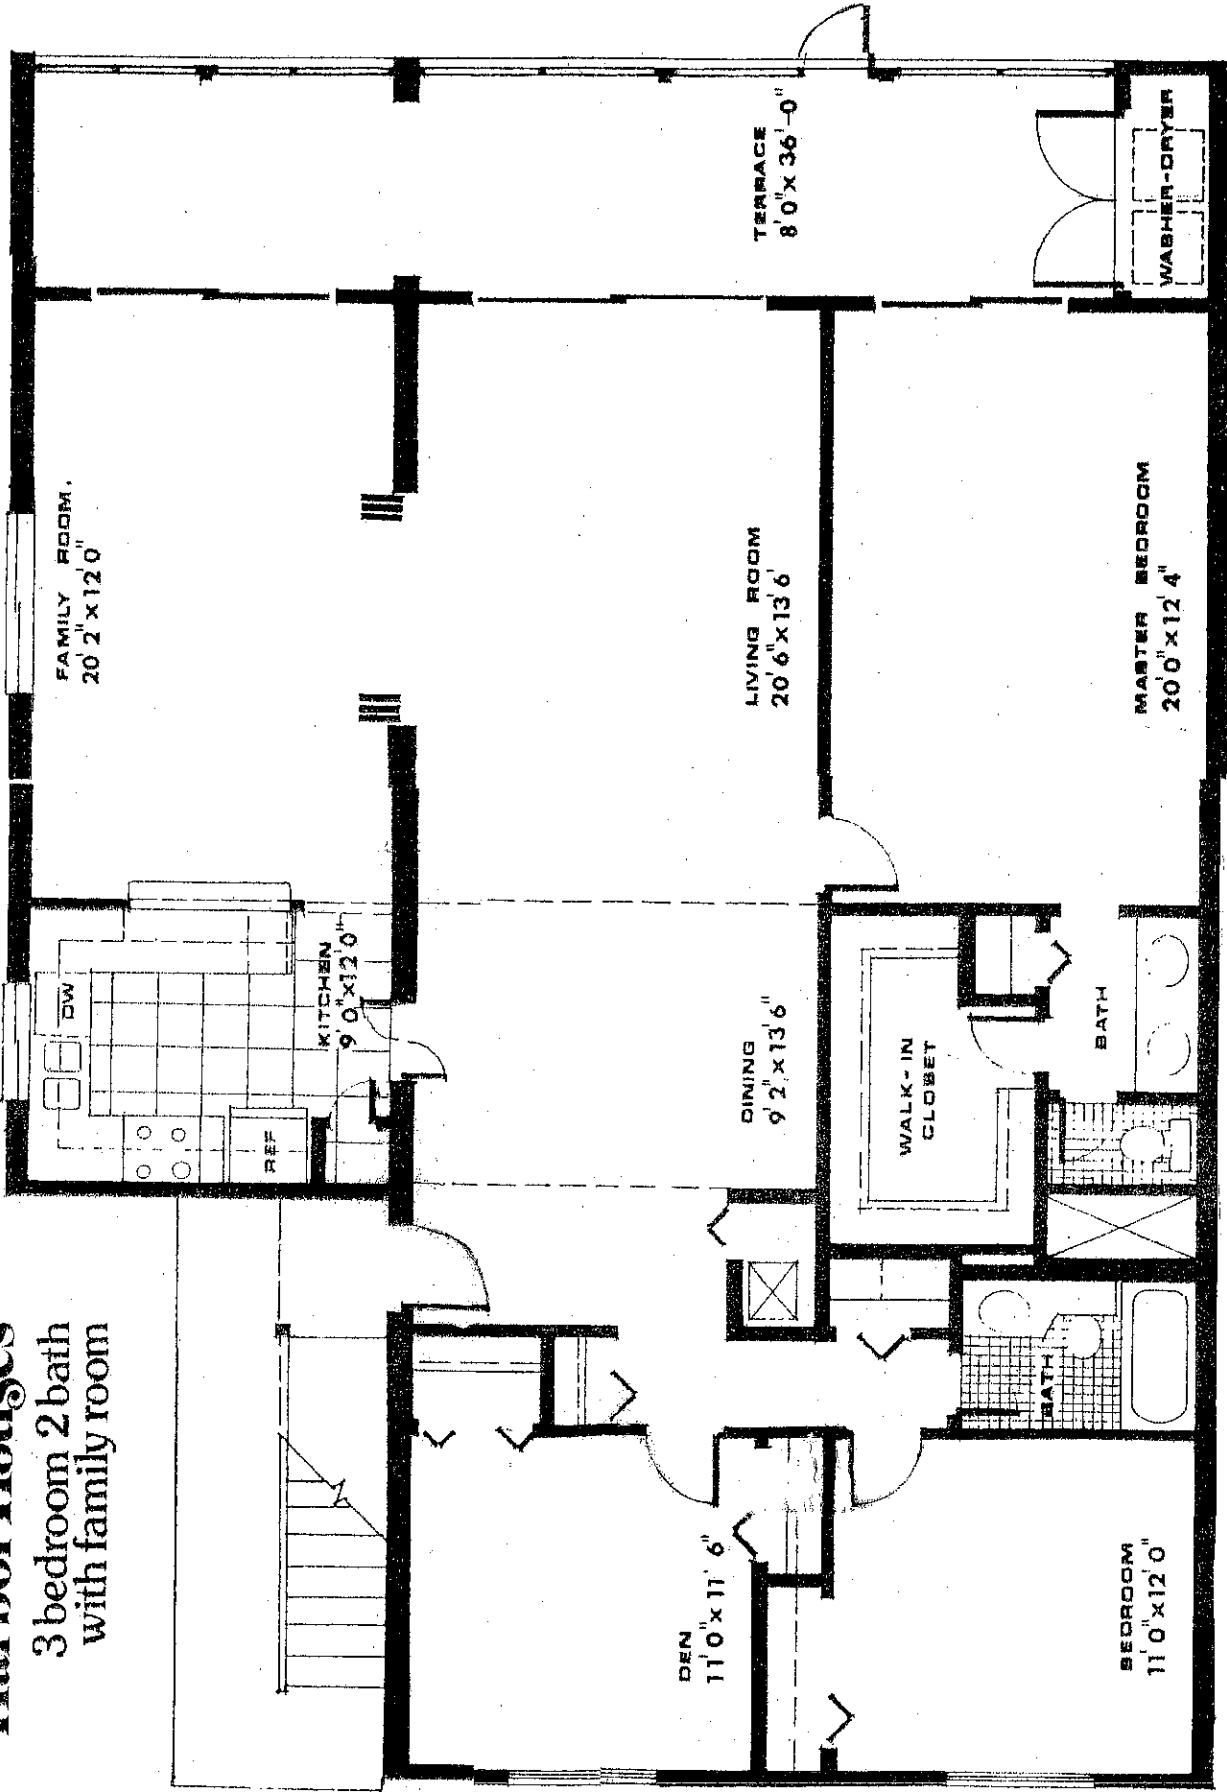 3 bedroom 2 bath
with family room
FAMILY ROOM.
20'2"x12'0"
TERRACE
8'0"x36'-0"
WASHER-DRYER
LIVING ROOM
20'6"x13'6'
MASTER BEDROOM
20'0"x12'4"
DW
KITCHEN
9'0"x12'0"
REF
DINING
9'2"x13'6"
WALK-IN
CLOSET
BATH
BATH
DEN
11'0"x11'6"
BEDROOM
11'0"x12'0"